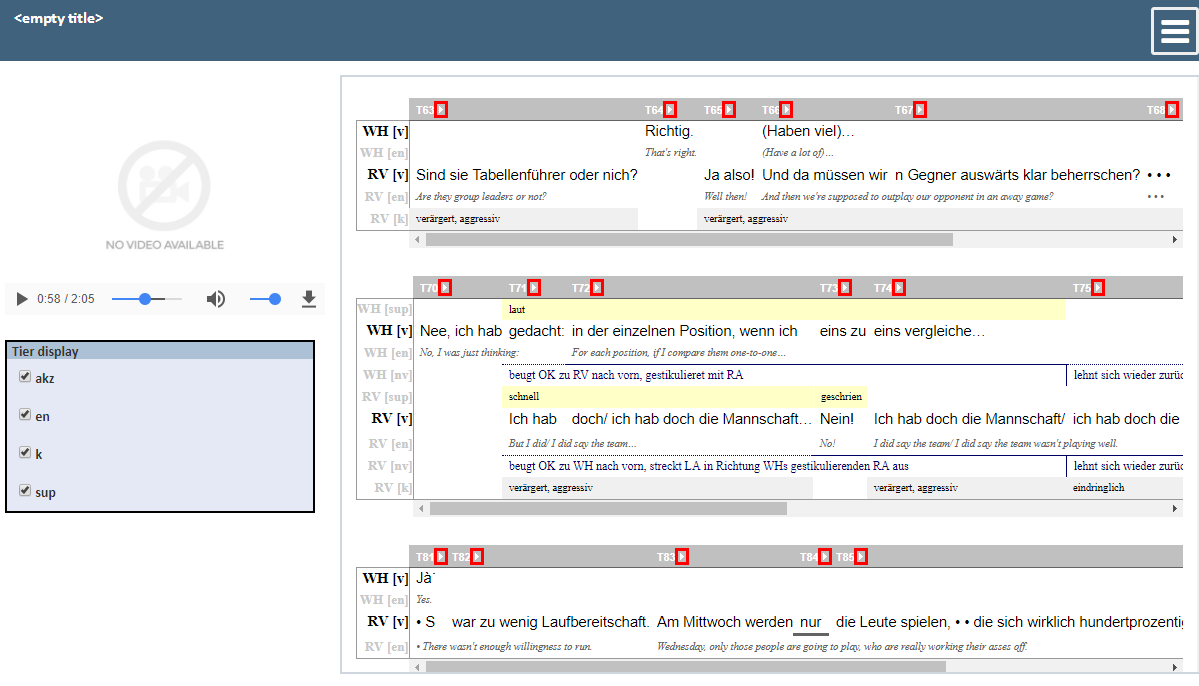 <empty title>
NO VIDEO AVAILABLE
0:58 / 2:05
Tier display
akz
en
k
sup
T63 T64 T65 T66 T67 T68
WH [v] Richtig. (Haben viel)…
WH [en] That's right. (Have a lot of)…
RV [v] Sind sie Tabellenführer oder nich? Ja also! Und da müssen wir n Gegner auswärts klar beherrschen? • • •
RV [en] Are they group leaders or not? Well then! And then we're supposed to outplay our opponent in an away game? • • •
RV [k] verärgert, aggressiv verärgert, aggressiv
T70 T71 T72 T73 T74 T75
WH [sup] laut
WH [v] Nee, ich hab gedacht: in der einzelnen Position, wenn ich eins zu eins vergleiche…
WH [en] No, I was just thinking: For each position, if I compare them one-to-one…
WH [nv] beugt OK zu RV nach vorn, gestikulieret mit RA lehnt sich wieder zurüc
RV [sup] schnell geschrien
RV [v] Ich hab doch/ ich hab doch die Mannschaft… Nein! Ich hab doch die Mannschaft/ ich hab doch die
RV [en] But I did/ I did say the team… No! I did say the team/ I did say the team wasn't playing well.
RV [nv] beugt OK zu WH nach vorn, streckt LA in Richtung WHs gestikulierenden RA aus lehnt sich wieder zurüc
RV [k] verärgert, aggressiv verärgert, aggressiv eindringlich
T81 T82 T83 T84 T85
WH [v] Jà˙
WH [en] Yes.
RV [v] • S war zu wenig Laufbereitschaft. Am Mittwoch werden nur die Leute spielen, • • die sich wirklich hundertprozentig
RV [en] • There wasn't enough willingness to run. Wednesday, only those people are going to play, who are really working their asses off.